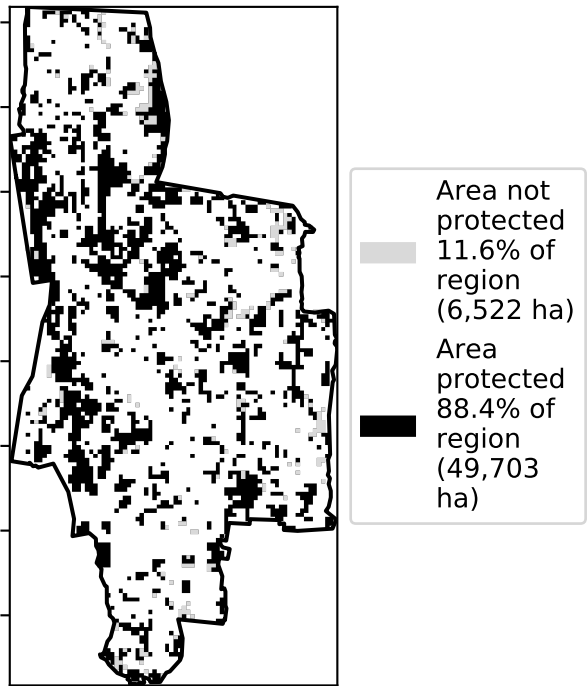 Area not
protected
11.6% of
region
(6,522 ha)
Area
protected
88.4% of
region
(49,703
ha)